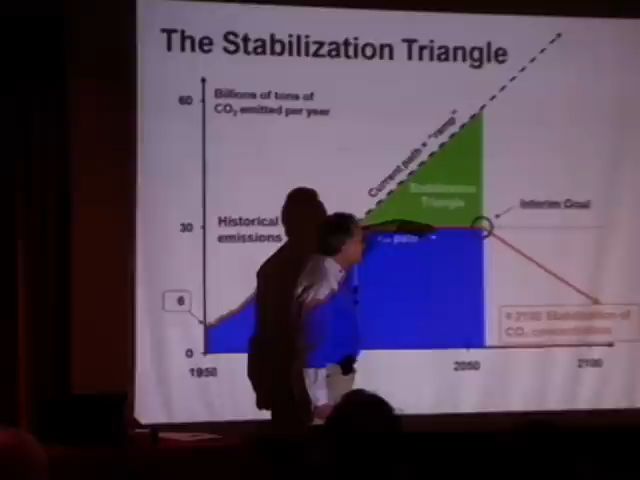 The Stabilization Triangle
Billions of tons of
CO₂ emitted per year
60
Current path = "ramp"
Stabilization
Triangle
Interim Goal
Historical
emissions
30
path
6
0
1950
2050
2100